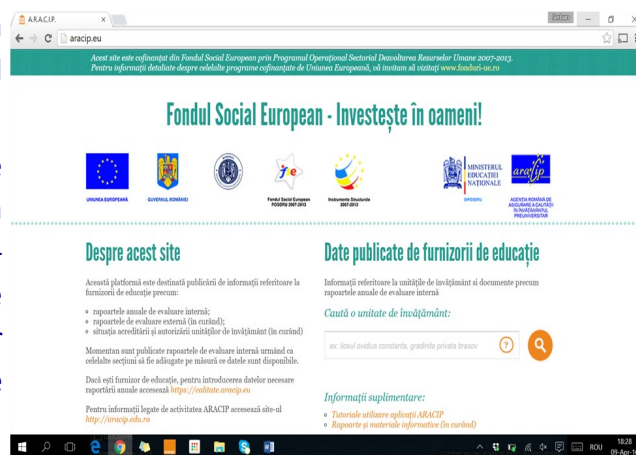 A.R.A.C.I.P.
aracip.eu
Acest site este cofinanțat din Fondul Social European prin Programul Operațional Sectorial Dezvoltarea Resurselor Umane 2007-2013.
Pentru informații detaliate despre celelalte programe cofinanțate de Uniunea Europeană, vă invitam să vizitați www.fonduri-ue.ro
Fondul Social European - Investește în oameni!
UNIUNEA EUROPEANĂ
GUVERNUL ROMÂNIEI
Fondul Social European
POSDRU 2007-2013
Instrumente Structurale
2007-2013
MINISTERUL
EDUCAȚIEI
NAȚIONALE
OIPOSDRU
aracip
AGENȚIA ROMÂNĂ DE
ASIGURARE A CALITĂȚII
ÎN ÎNVĂȚĂMÂNTUL
PREUNIVERSITAR
Despre acest site
Această platformă este destinată publicării de informații referitoare la
furnizorii de educație precum:
rapoartele anuale de evaluare internă;
rapoartele de evaluare externă (în curând);
situația acreditării și autorizării unităților de învățământ (în curând)
Momentan sunt publicate rapoartele de evaluare internă urmând ca
celelalte secțiuni să fie adăugate pe măsură ce datele sunt disponibile.
Dacă ești furnizor de educație, pentru introducerea datelor necesare
raportării anuale accesează https://calitate.aracip.eu
Pentru informații legate de activitatea ARACIP accesează site-ul
http://aracip.edu.ro
Date publicate de furnizorii de educație
Informații referitoare la unitățile de învățământ si documente precum
rapoartele anuale de evaluare internă
Caută o unitate de învățământ:
ex: liceul ovidius constanta, gradinita privata brasov
?
Informații suplimentare:
Tutoriale utilizare aplicații ARACIP
Rapoarte și materiale informative (în curând)
ROU
18:28